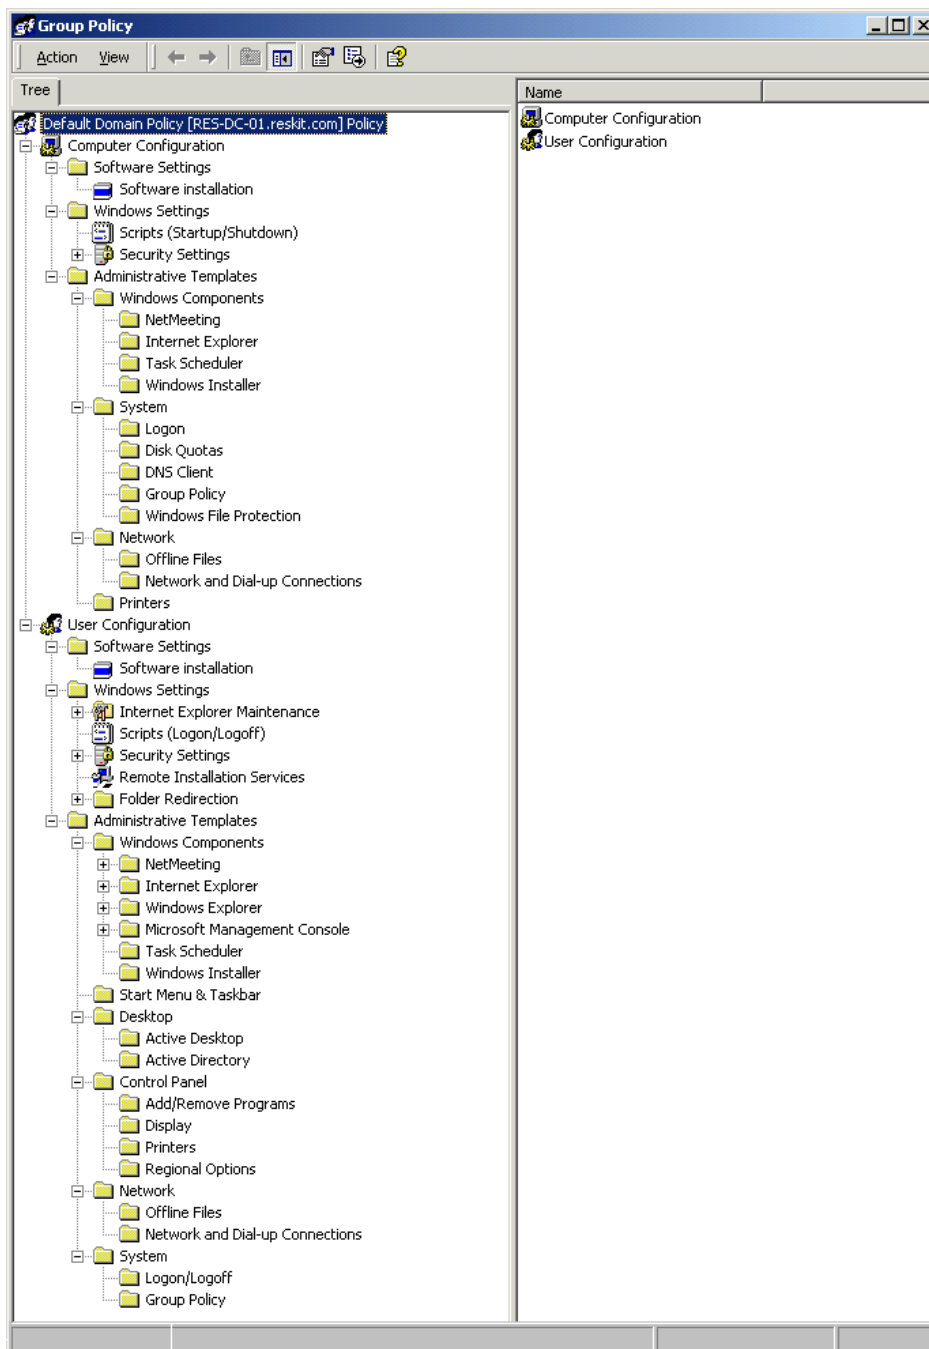 Group Policy
Action View
Tree
Name
Default Domain Policy [RES-DC-01.reskit.com] Policy
Computer Configuration
User Configuration
Computer Configuration
Software Settings
Software installation
Windows Settings
Scripts (Startup/Shutdown)
Security Settings
Administrative Templates
Windows Components
NetMeeting
Internet Explorer
Task Scheduler
Windows Installer
System
Logon
Disk Quotas
DNS Client
Group Policy
Windows File Protection
Network
Offline Files
Network and Dial-up Connections
Printers
User Configuration
Software Settings
Software installation
Windows Settings
Internet Explorer Maintenance
Scripts (Logon/Logoff)
Security Settings
Remote Installation Services
Folder Redirection
Administrative Templates
Windows Components
NetMeeting
Internet Explorer
Windows Explorer
Microsoft Management Console
Task Scheduler
Windows Installer
Start Menu & Taskbar
Desktop
Active Desktop
Active Directory
Control Panel
Add/Remove Programs
Display
Printers
Regional Options
Network
Offline Files
Network and Dial-up Connections
System
Logon/Logoff
Group Policy